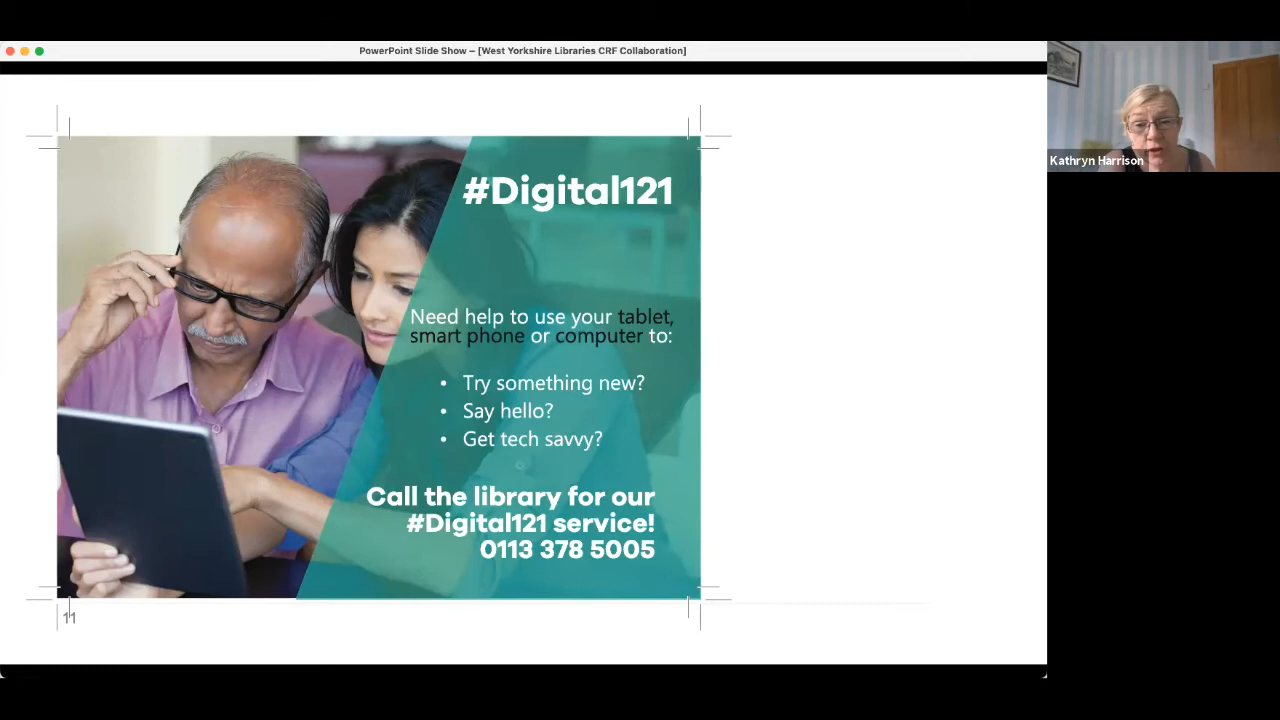 PowerPoint Slide Show – [West Yorkshire Libraries CRF Collaboration]
Kathryn Harrison
#Digital121
Need help to use your tablet,
smart phone or computer to:
• Try something new?
• Say hello?
• Get tech savvy?
Call the library for our
#Digital121 service!
0113 378 5005
11